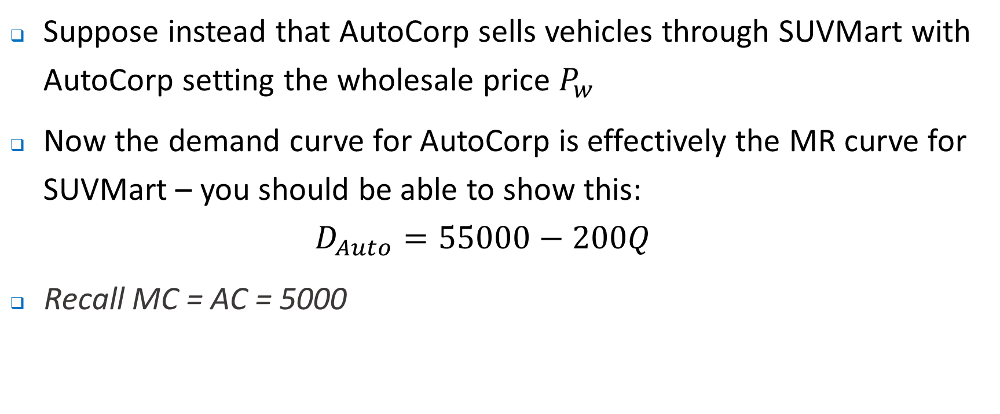 Suppose instead that AutoCorp sells vehicles through SUVMart with
AutoCorp setting the wholesale price P_w
Now the demand curve for AutoCorp is effectively the MR curve for
SUVMart – you should be able to show this:
D_Auto = 55000 − 200Q
Recall MC = AC = 5000